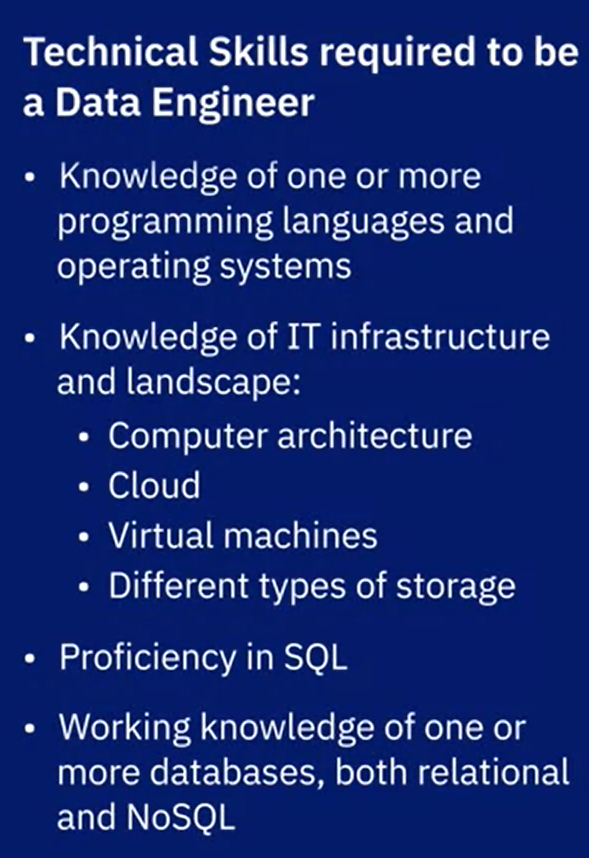 Technical Skills required to be
a Data Engineer
• Knowledge of one or more
programming languages and
operating systems
• Knowledge of IT infrastructure
and landscape:
• Computer architecture
• Cloud
• Virtual machines
• Different types of storage
• Proficiency in SQL
• Working knowledge of one or
more databases, both relational
and NoSQL